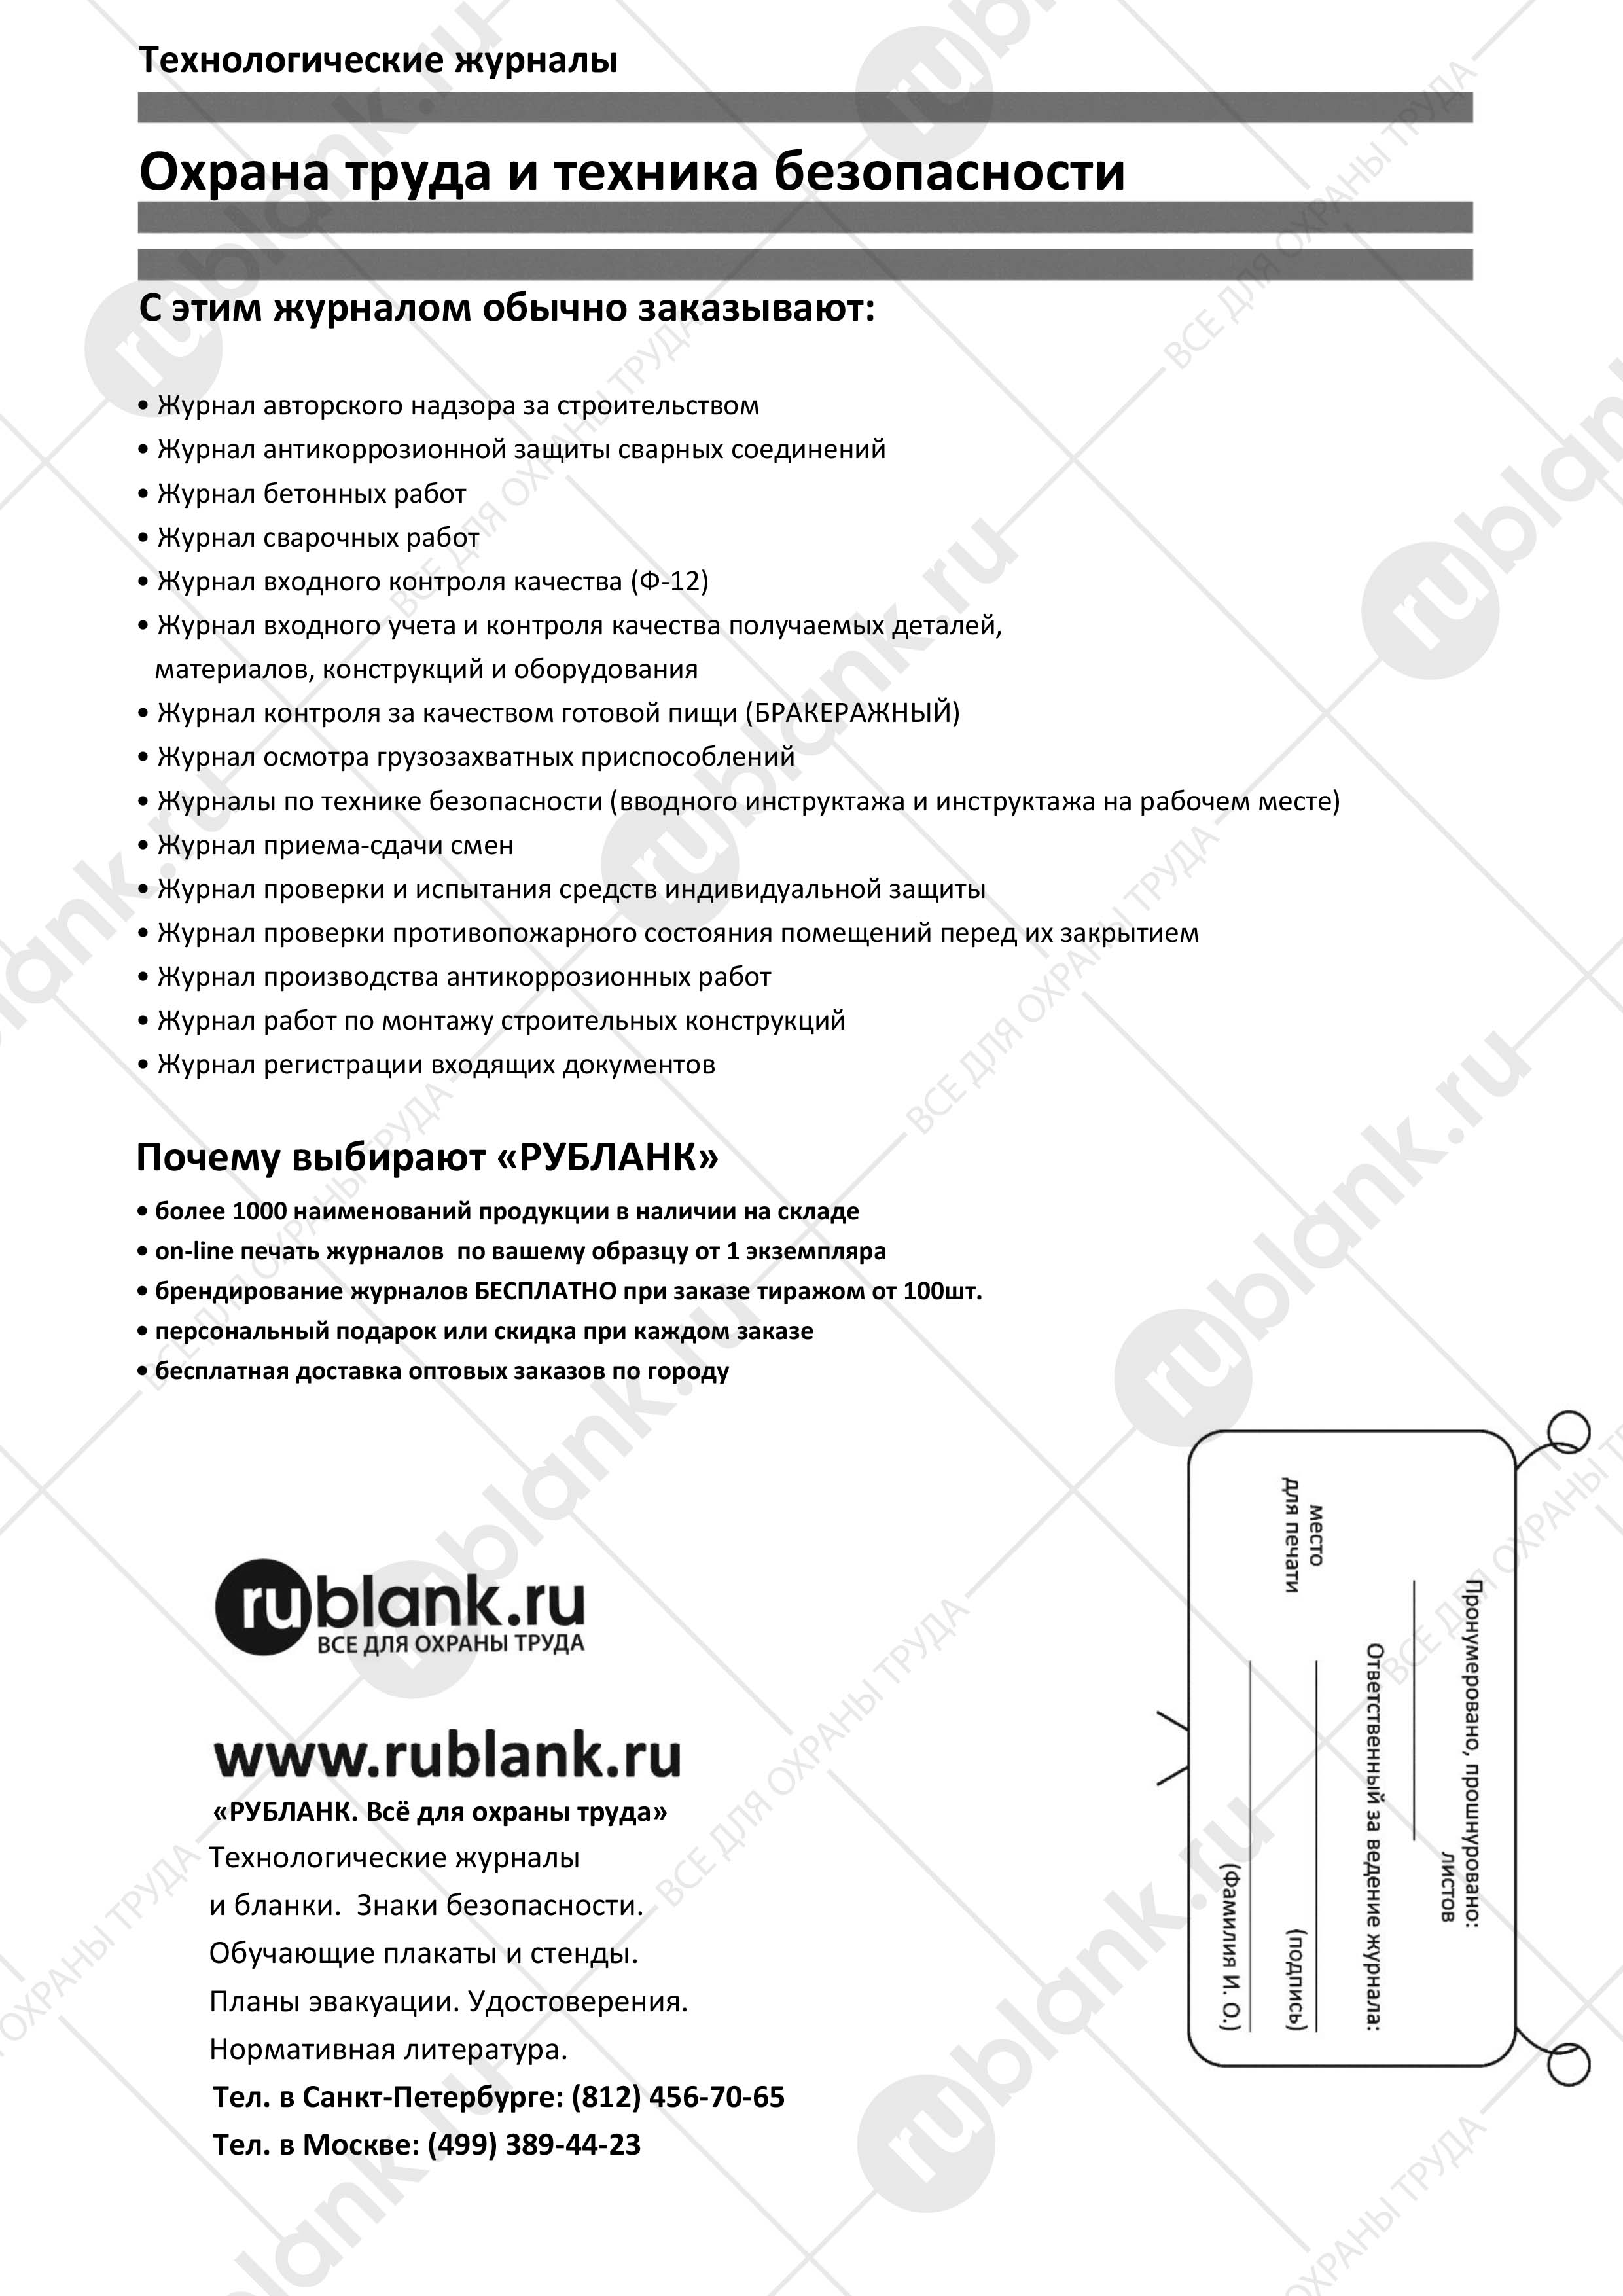 Технологические журналы
Охрана труда и техника безопасности
С этим журналом обычно заказывают:
• Журнал авторского надзора за строительством
• Журнал антикоррозионной защиты сварных соединений
• Журнал бетонных работ
• Журнал сварочных работ
• Журнал входного контроля качества (Ф-12)
• Журнал входного учета и контроля качества получаемых деталей,
материалов, конструкций и оборудования
• Журнал контроля за качеством готовой пищи (БРАКЕРАЖНЫЙ)
• Журнал осмотра грузозахватных приспособлений
• Журналы по технике безопасности (вводного инструктажа и инструктажа на рабочем месте)
• Журнал приема-сдачи смен
• Журнал проверки и испытания средств индивидуальной защиты
• Журнал проверки противопожарного состояния помещений перед их закрытием
• Журнал производства антикоррозионных работ
• Журнал работ по монтажу строительных конструкций
• Журнал регистрации входящих документов
Почему выбирают «РУБЛАНК»
• более 1000 наименований продукции в наличии на складе
• on-line печать журналов по вашему образцу от 1 экземпляра
• брендирование журналов БЕСПЛАТНО при заказе тиражом от 100шт.
• персональный подарок или скидка при каждом заказе
• бесплатная доставка оптовых заказов по городу
rublank.ru
ВСЕ ДЛЯ ОХРАНЫ ТРУДА
www.rublank.ru
«РУБЛАНК. Всё для охраны труда»
Технологические журналы
и бланки. Знаки безопасности.
Обучающие плакаты и стенды.
Планы эвакуации. Удостоверения.
Нормативная литература.
Тел. в Санкт-Петербурге: (812) 456-70-65
Тел. в Москве: (499) 389-44-23
Пронумеровано, прошнуровано:
листов
Ответственный за ведение журнала:
место
для печати
(подпись)
(Фамилия И. О.)